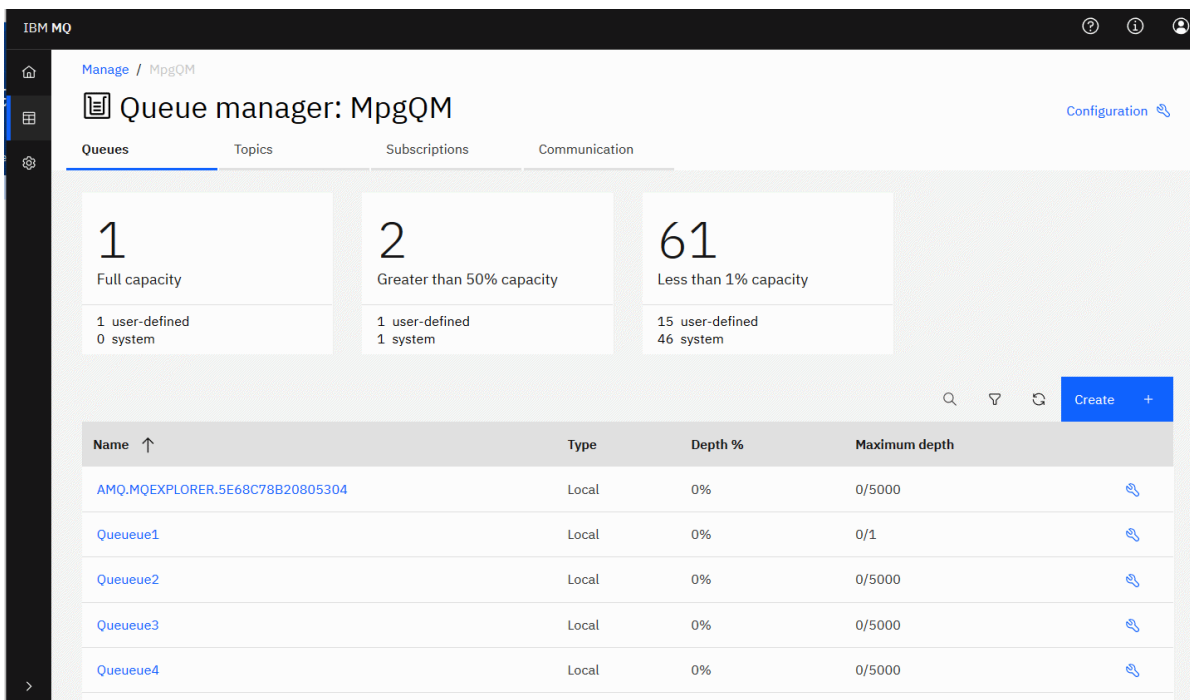 IBM MQ
Manage / MpgQM
Queue manager: MpgQM
Configuration
Queues Topics Subscriptions Communication
1
Full capacity
1 user-defined
0 system
2
Greater than 50% capacity
1 user-defined
1 system
61
Less than 1% capacity
15 user-defined
46 system
Create +
Name ↑ Type Depth % Maximum depth
AMQ.MQEXPLORER.5E68C78B20805304 Local 0% 0/5000
Queueue1 Local 0% 0/1
Queueue2 Local 0% 0/5000
Queueue3 Local 0% 0/5000
Queueue4 Local 0% 0/5000